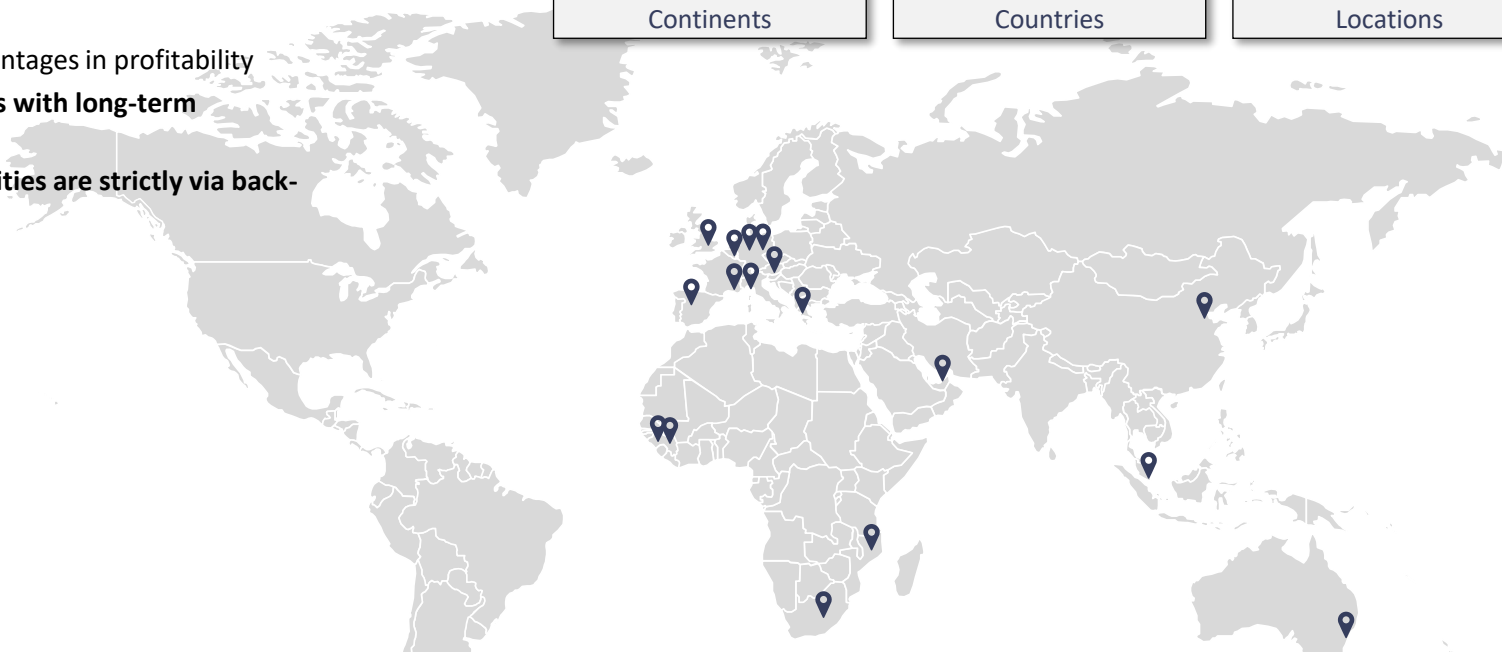 Continents
Countries
Locations
ntages in profitability
s with long-term
ities are strictly via back-